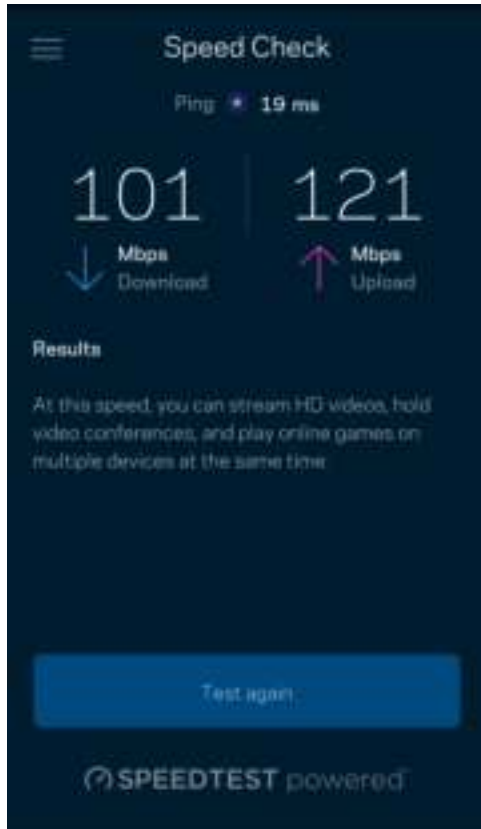 Speed Check
Ping 19 ms
101 121
Mbps Mbps
Download Upload
Results
At this speed, you can stream HD videos, hold
video conferences, and play online games on
multiple devices at the same time
Test again
SPEEDTEST powered